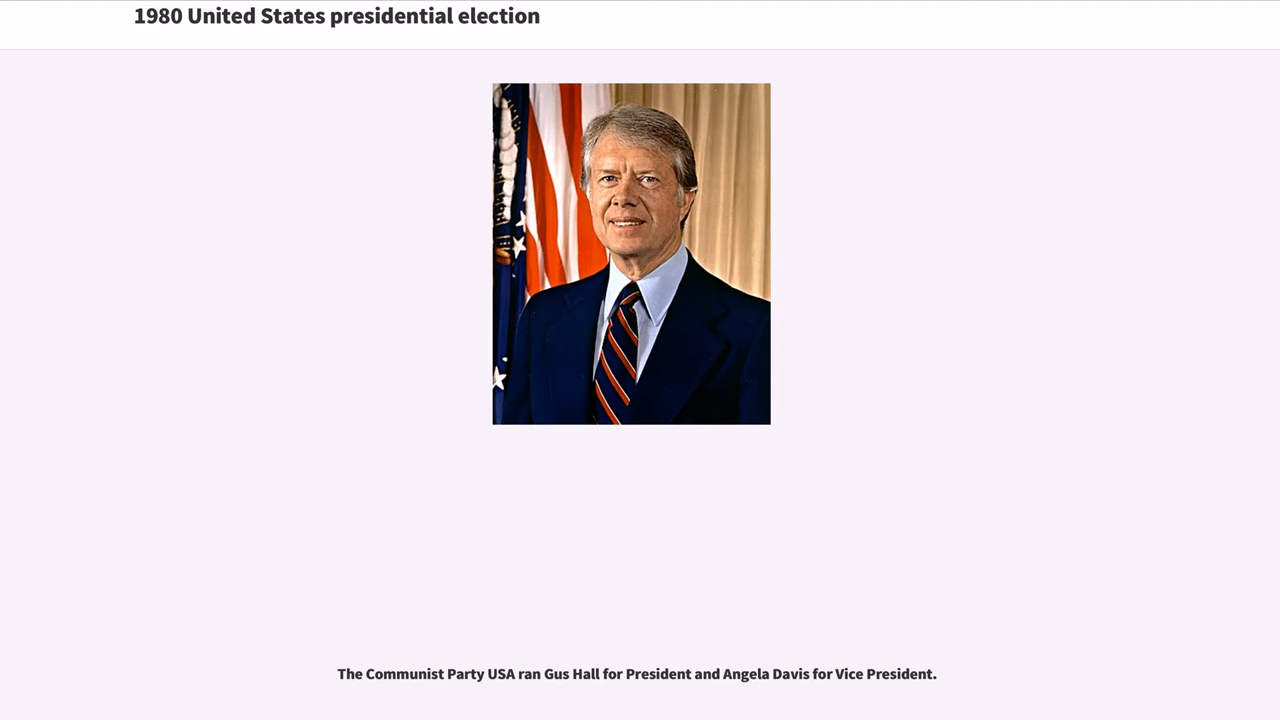 1980 United States presidential election
The Communist Party USA ran Gus Hall for President and Angela Davis for Vice President.